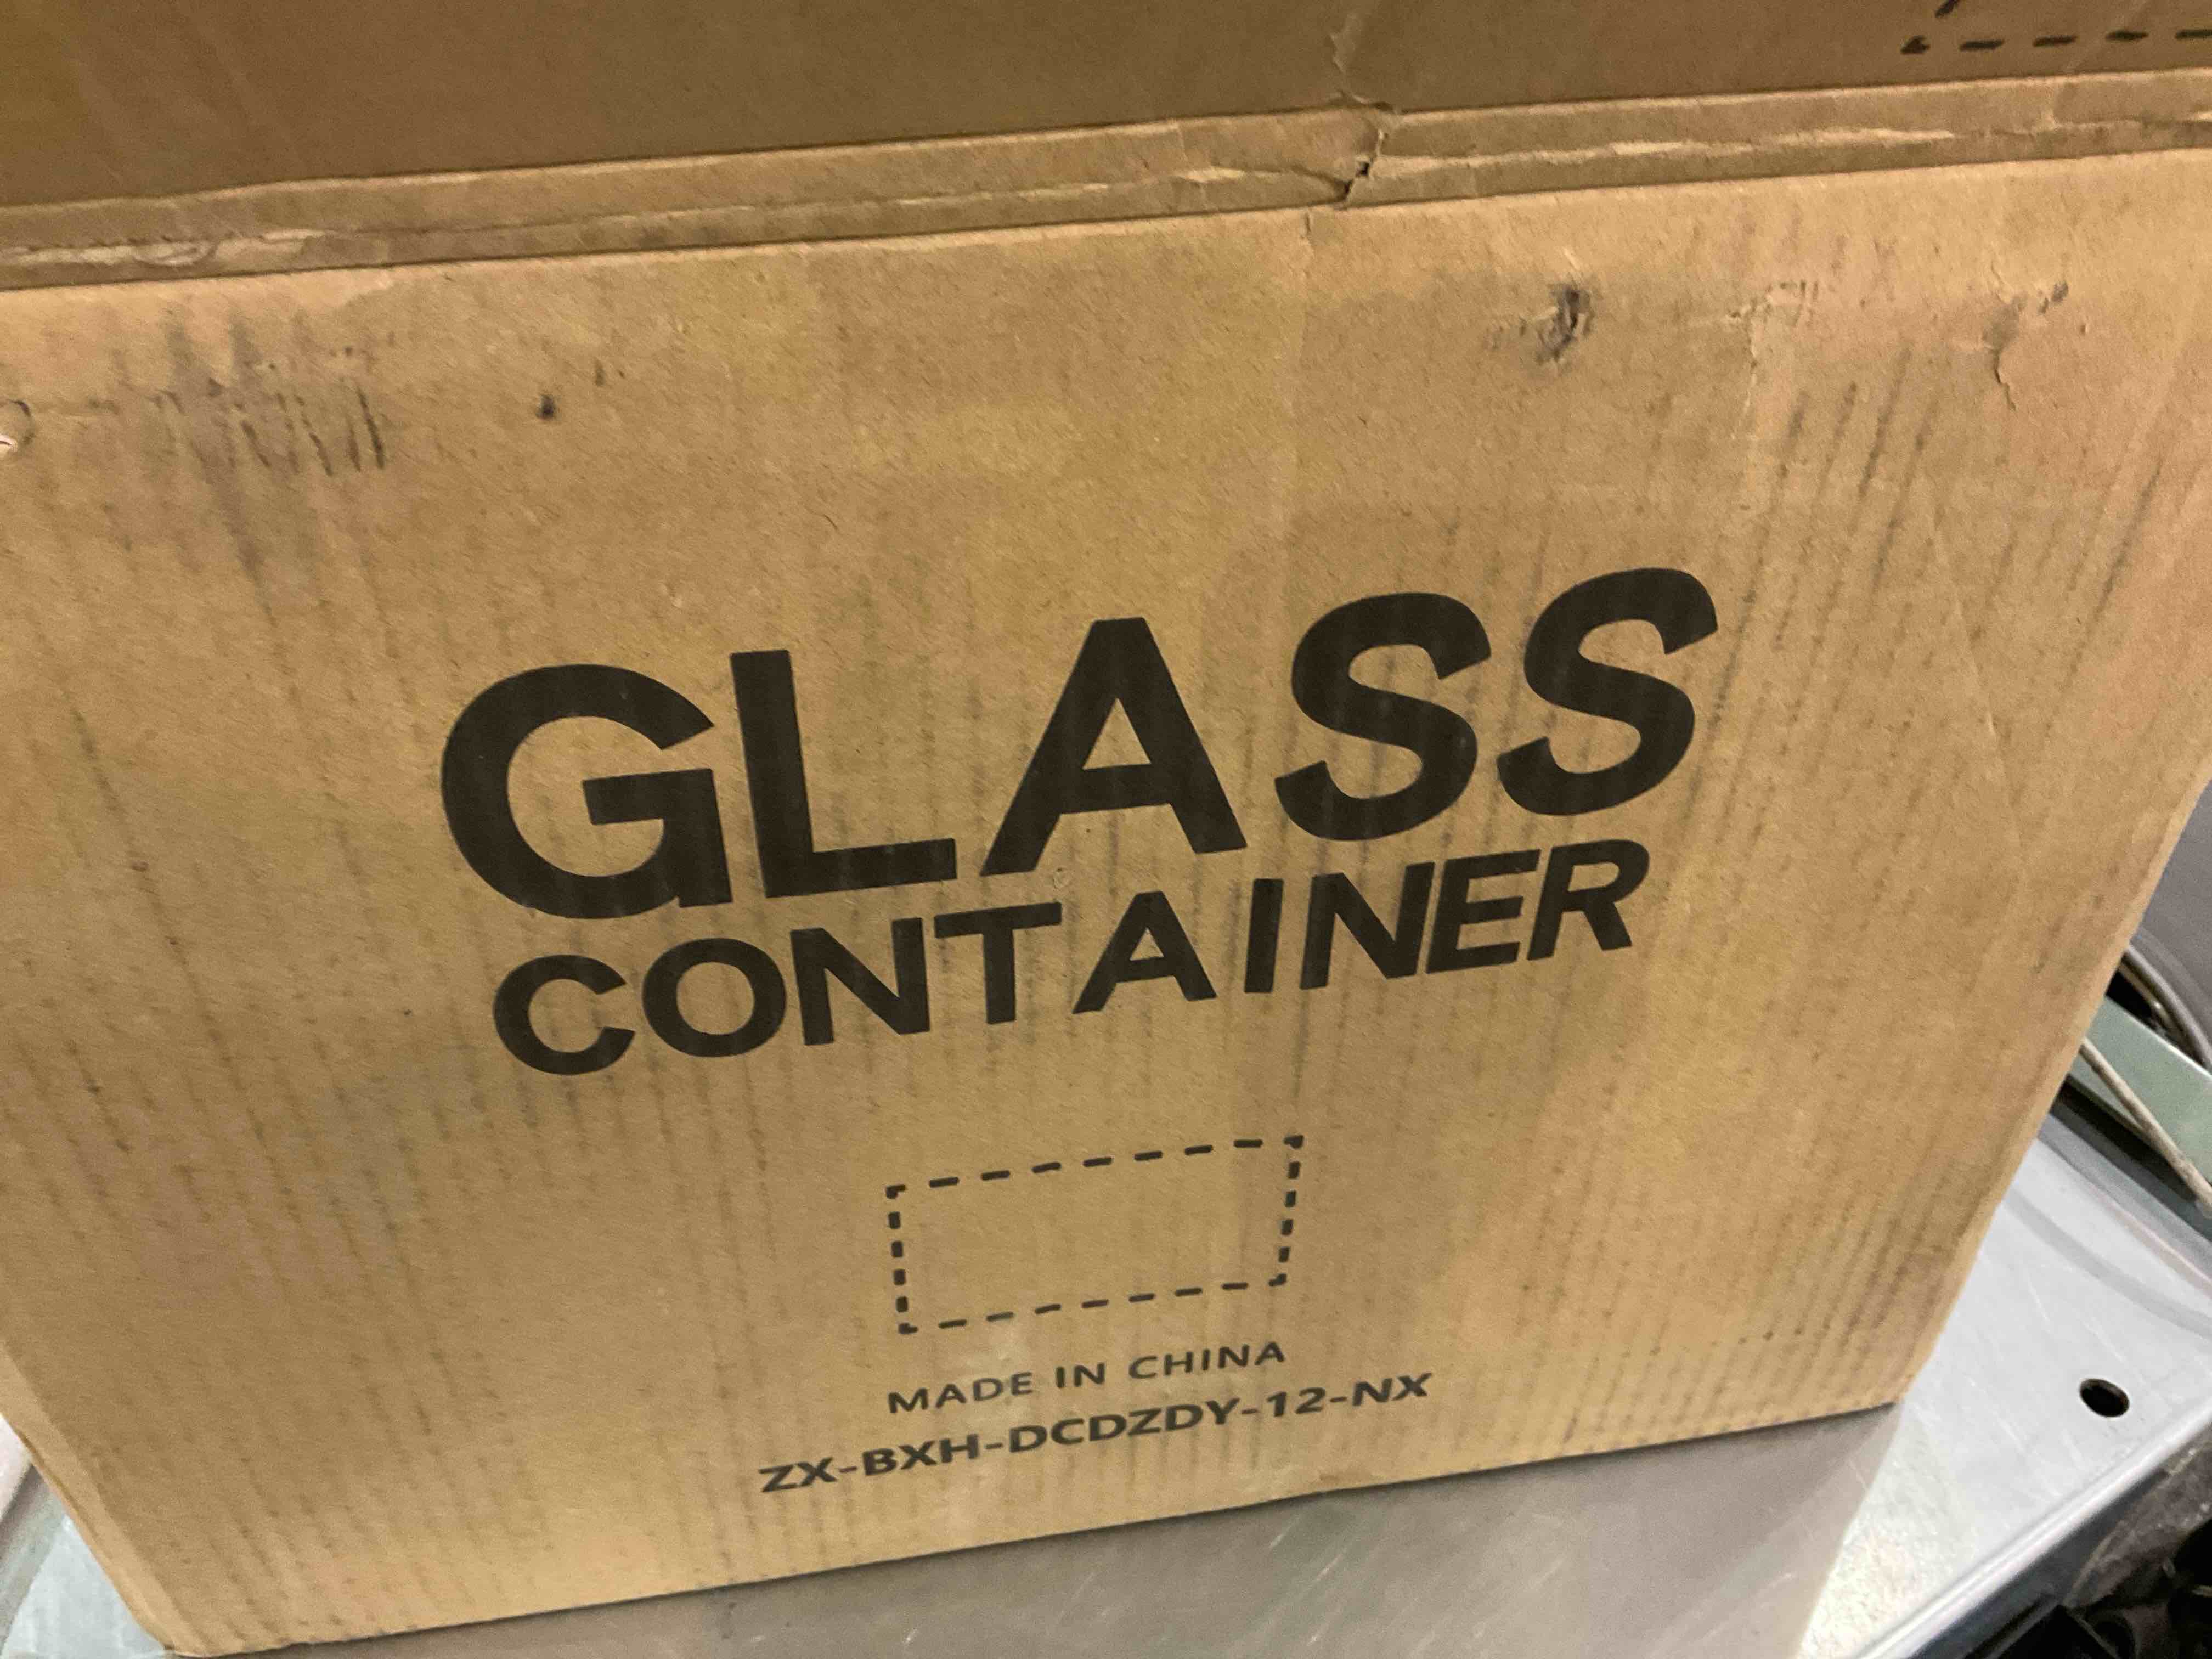 GLASS
CONTAINER
MADE IN CHINA
ZX-BXH-DCDZDY-12-NX